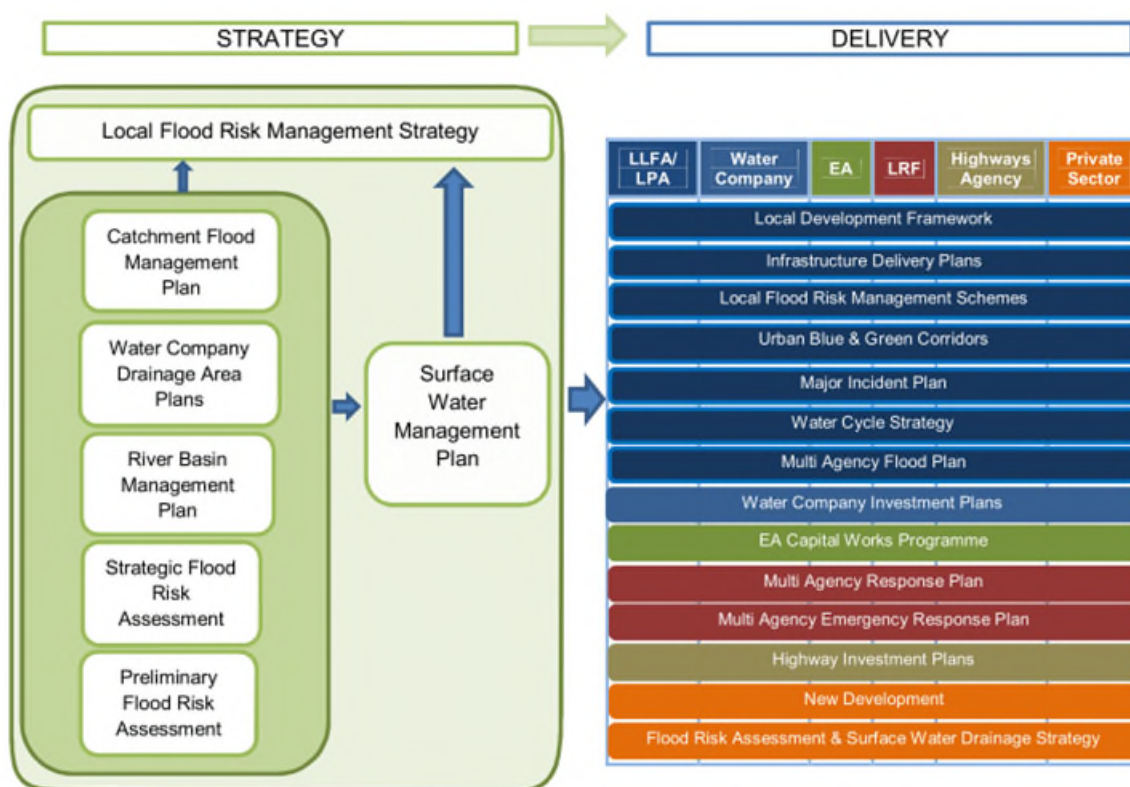 STRATEGY
DELIVERY
Local Flood Risk Management Strategy
Catchment Flood
Management
Plan
Water Company
Drainage Area
Plans
River Basin
Management
Plan
Strategic Flood
Risk
Assessment
Preliminary
Flood Risk
Assessment
Surface
Water
Management
Plan
LLFA/
LPA
Water
Company
EA
LRF
Highways
Agency
Private
Sector
Local Development Framework
Infrastructure Delivery Plans
Local Flood Risk Management Schemes
Urban Blue & Green Corridors
Major Incident Plan
Water Cycle Strategy
Multi Agency Flood Plan
Water Company Investment Plans
EA Capital Works Programme
Multi Agency Response Plan
Multi Agency Emergency Response Plan
Highway Investment Plans
New Development
Flood Risk Assessment & Surface Water Drainage Strategy